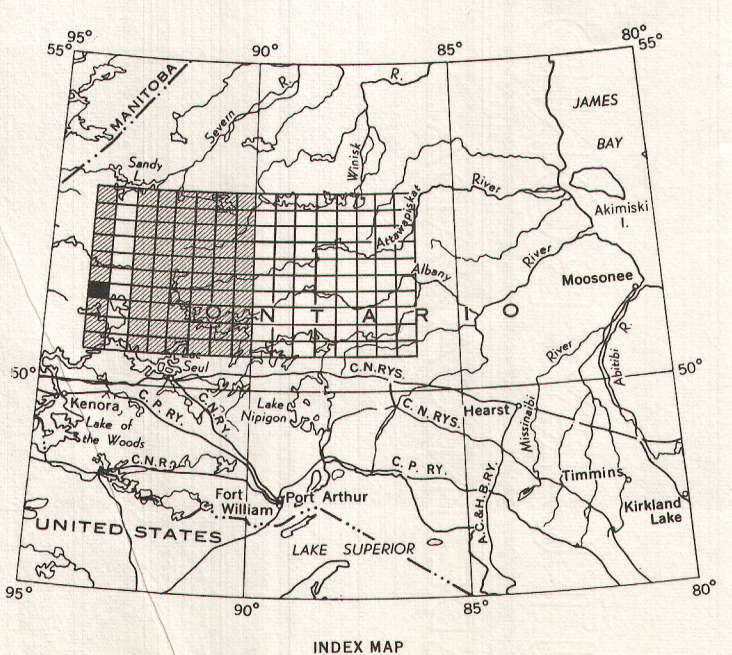 95° 90° 85° 80°
55° 55°
MANITOBA
Severn R.
R.
Winisk
JAMES
BAY
Sandy
L.
Attawapiskat River
Akimiski
I.
Albany River
Moosonee
ONTARIO
Lac
Seul
50° 50°
C.N.RYS.
River
Abitibi R.
Kenora
C.P. RY.
C.N.RY.
Lake
Nipigon
C.N.RYS.
Hearst
Missinaibi
Lake of
the Woods
C.N.R.
C.P. RY.
Timmins
Fort
William
Port Arthur
A.C.&H.B.RY.
Kirkland
Lake
UNITED STATES
LAKE SUPERIOR
95° 90° 85° 80°
INDEX MAP